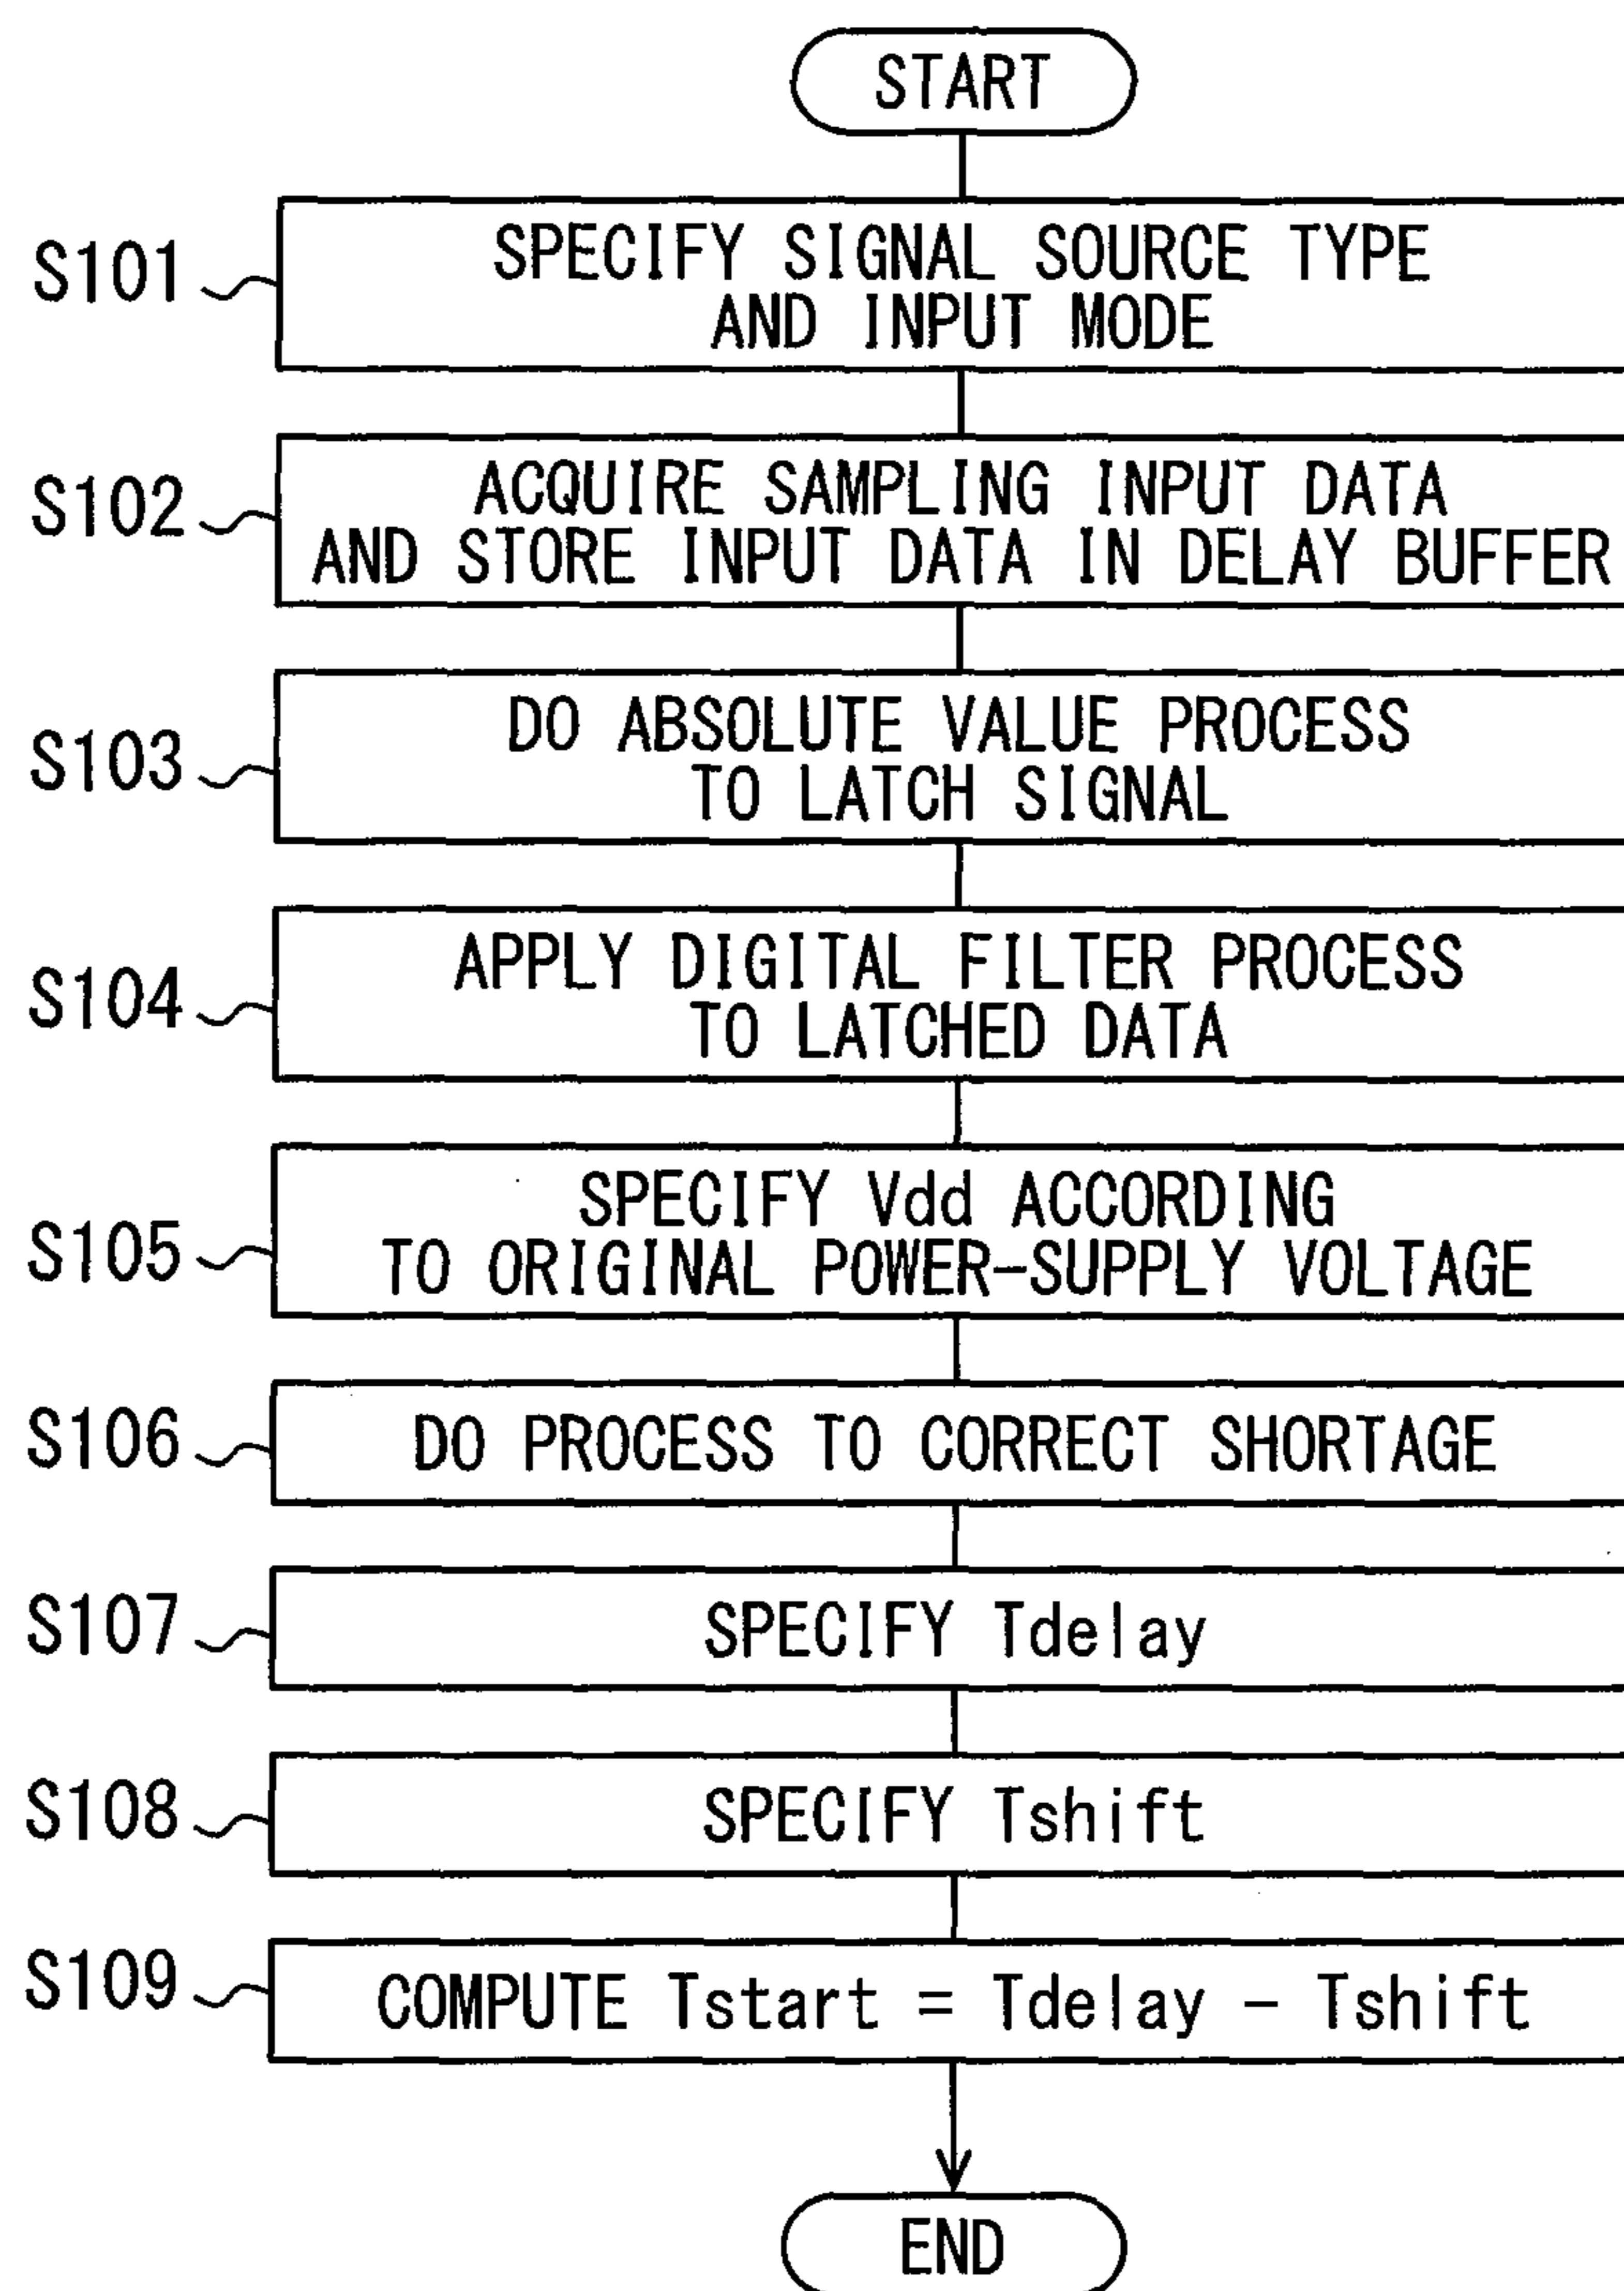 START
S101
SPECIFY SIGNAL SOURCE TYPE
AND INPUT MODE
S102
ACQUIRE SAMPLING INPUT DATA
AND STORE INPUT DATA IN DELAY BUFFER
S103
DO ABSOLUTE VALUE PROCESS
TO LATCH SIGNAL
S104
APPLY DIGITAL FILTER PROCESS
TO LATCHED DATA
S105
SPECIFY Vdd ACCORDING
TO ORIGINAL POWER-SUPPLY VOLTAGE
S106
DO PROCESS TO CORRECT SHORTAGE
S107
SPECIFY Tdelay
S108
SPECIFY Tshift
S109
COMPUTE Tstart = Tdelay - Tshift
END